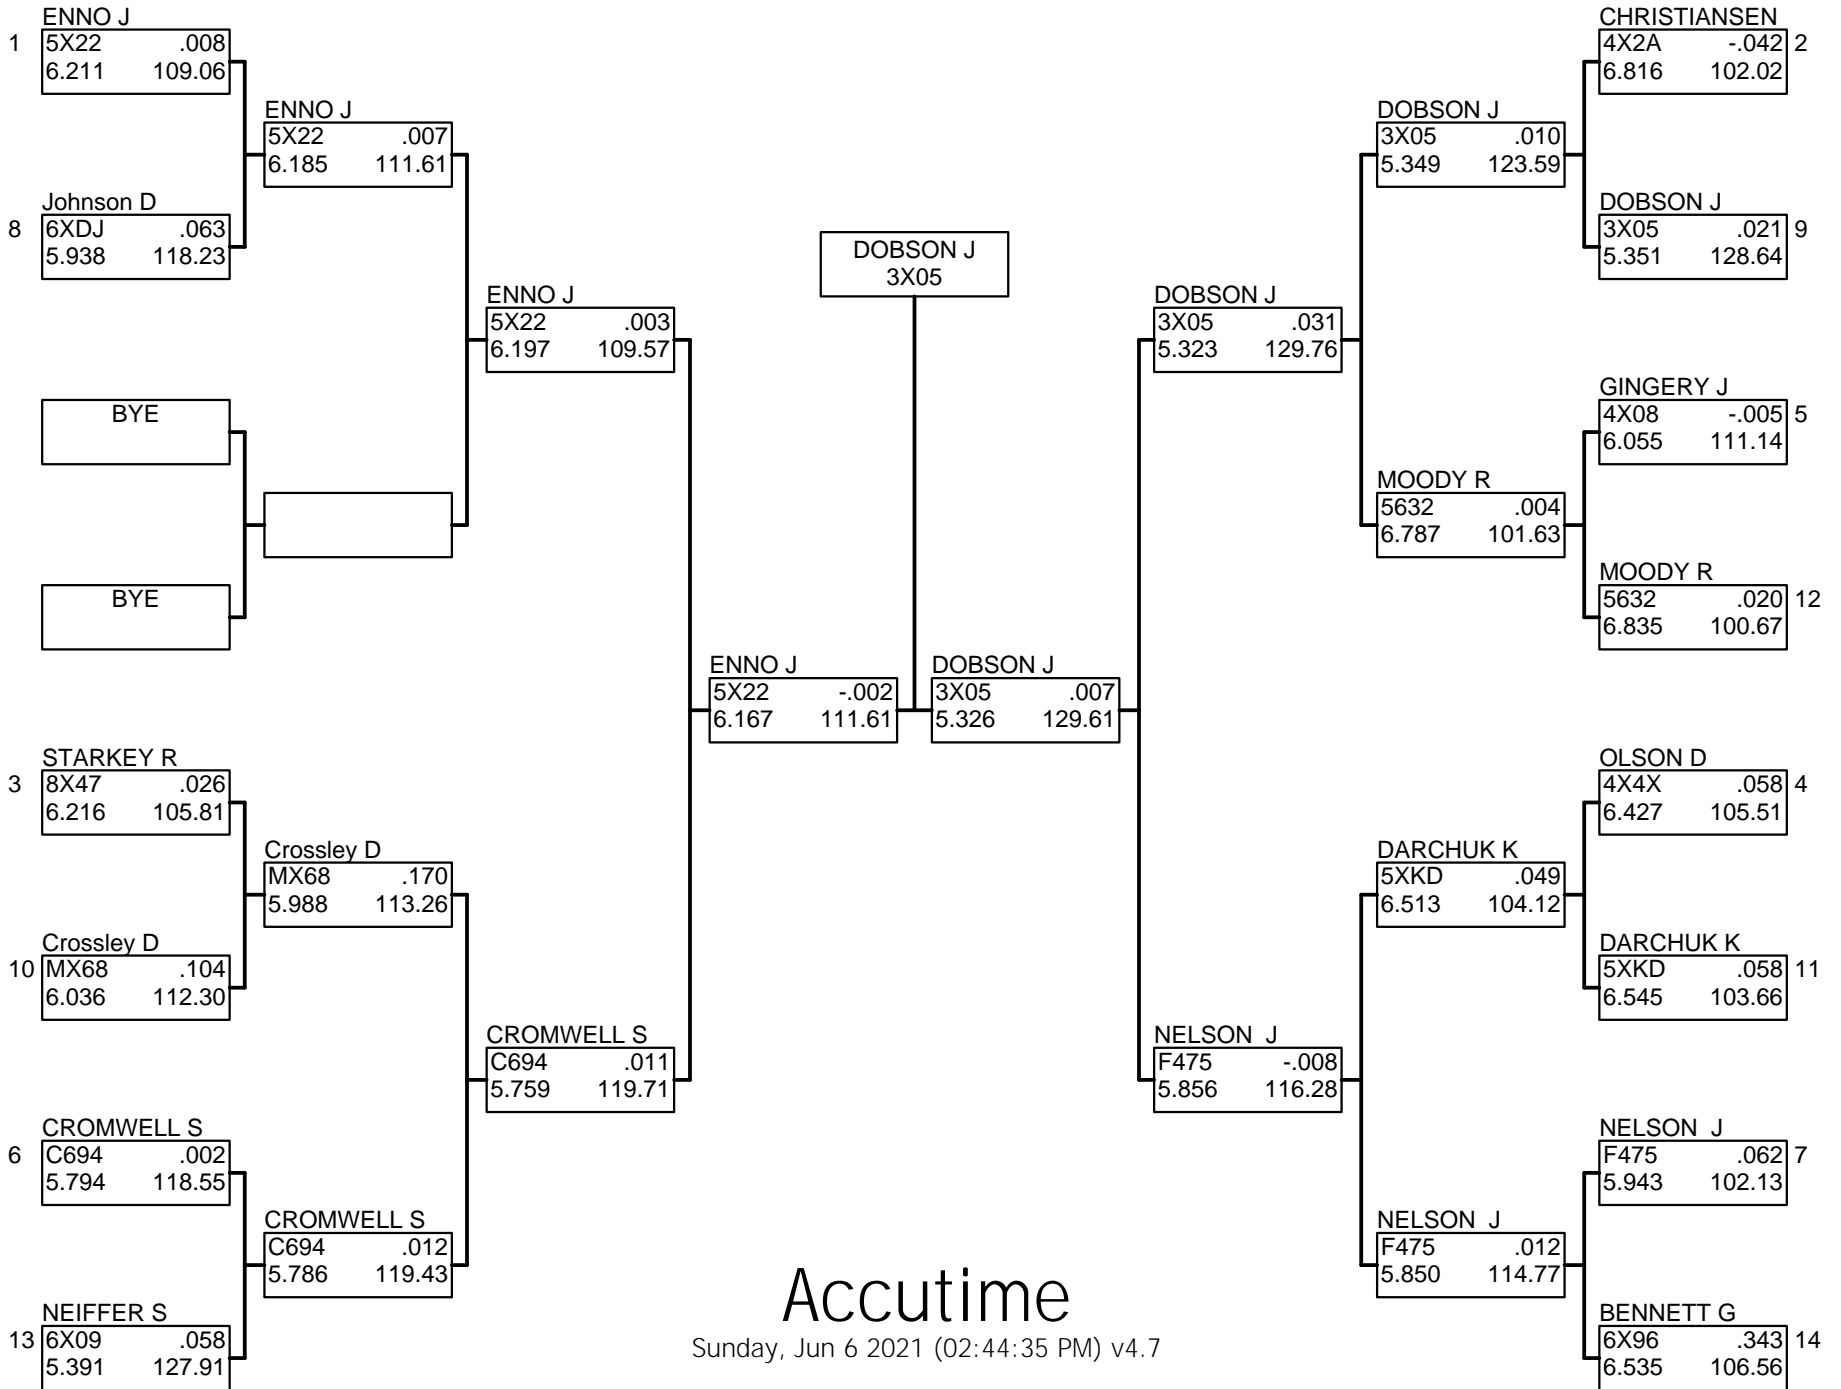 ENNO J
1 5X22 .008
6.211 109.06
Johnson D
8 6XDJ .063
5.938 118.23
BYE
BYE
STARKEY R
3 8X47 .026
6.216 105.81
Crossley D
10 MX68 .104
6.036 112.30
CROMWELL S
6 C694 .002
5.794 118.55
NEIFFER S
13 6X09 .058
5.391 127.91
ENNO J
5X22 .007
6.185 111.61
Crossley D
MX68 .170
5.988 113.26
CROMWELL S
C694 .012
5.786 119.43
ENNO J
5X22 .003
6.197 109.57
CROMWELL S
C694 .011
5.759 119.71
ENNO J
5X22 -.002
6.167 111.61
DOBSON J
3X05
DOBSON J
3X05 .007
5.326 129.61
DOBSON J
3X05 .031
5.323 129.76
NELSON  J
F475 -.008
5.856 116.28
DOBSON J
3X05 .010
5.349 123.59
MOODY R
5632 .004
6.787 101.63
DARCHUK K
5XKD .049
6.513 104.12
NELSON  J
F475 .012
5.850 114.77
CHRISTIANSEN
4X2A -.042 2
6.816 102.02
DOBSON J
3X05 .021 9
5.351 128.64
GINGERY J
4X08 -.005 5
6.055 111.14
MOODY R
5632 .020 12
6.835 100.67
OLSON D
4X4X .058 4
6.427 105.51
DARCHUK K
5XKD .058 11
6.545 103.66
NELSON  J
F475 .062 7
5.943 102.13
BENNETT G
6X96 .343 14
6.535 106.56
Accutime
Sunday, Jun 6 2021 (02:44:35 PM) v4.7